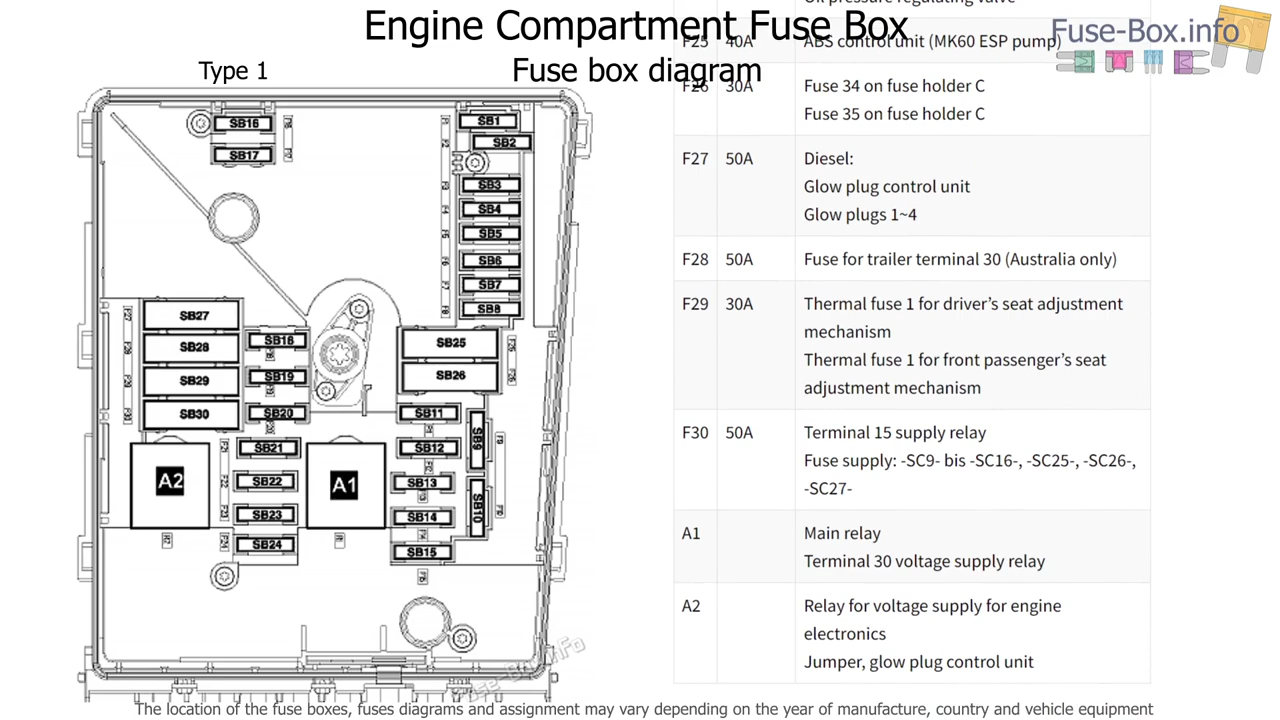 Engine Compartment Fuse Box
Fuse box diagram
Type 1
Fuse-Box.info
Oil pressure regulating valve
F25 40A ABS control unit (MK60 ESP pump)
F26 30A Fuse 34 on fuse holder C
Fuse 35 on fuse holder C
F27 50A Diesel:
Glow plug control unit
Glow plugs 1~4
F28 50A Fuse for trailer terminal 30 (Australia only)
F29 30A Thermal fuse 1 for driver’s seat adjustment
mechanism
Thermal fuse 1 for front passenger’s seat
adjustment mechanism
F30 50A Terminal 15 supply relay
Fuse supply: -SC9- bis -SC16-, -SC25-, -SC26-,
-SC27-
A1 Main relay
Terminal 30 voltage supply relay
A2 Relay for voltage supply for engine
electronics
Jumper, glow plug control unit
SB16
SB17
SB1
SB2
SB3
SB4
SB5
SB6
SB7
SB8
SB27
SB28
SB29
SB30
SB18
SB19
SB20
SB25
SB26
SB11
SB12
SB13
SB14
SB15
SB9
SB10
SB21
SB22
SB23
SB24
A2
A1
Fuse-Box.info
The location of the fuse boxes, fuses diagrams and assignment may vary depending on the year of manufacture, country and vehicle equipment